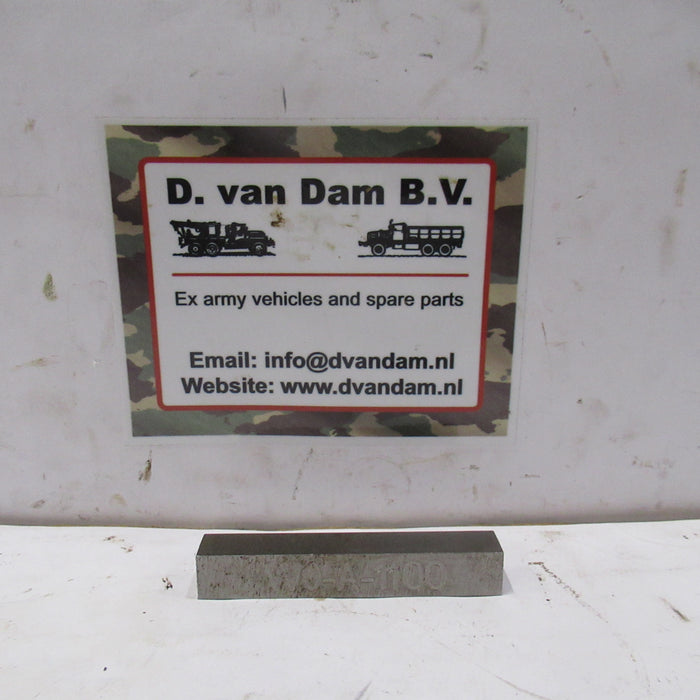 D. van Dam B.V.
Ex army vehicles and spare parts
Email: info@dvandam.nl
Website: www.dvandam.nl